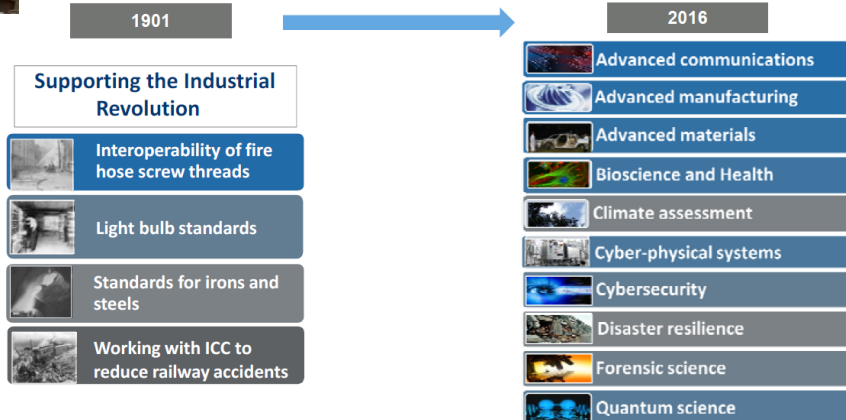 1901
2016
Supporting the Industrial
Revolution
Interoperability of fire
hose screw threads
Light bulb standards
Standards for irons and
steels
Working with ICC to
reduce railway accidents
Advanced communications
Advanced manufacturing
Advanced materials
Bioscience and Health
Climate assessment
Cyber-physical systems
Cybersecurity
Disaster resilience
Forensic science
Quantum science